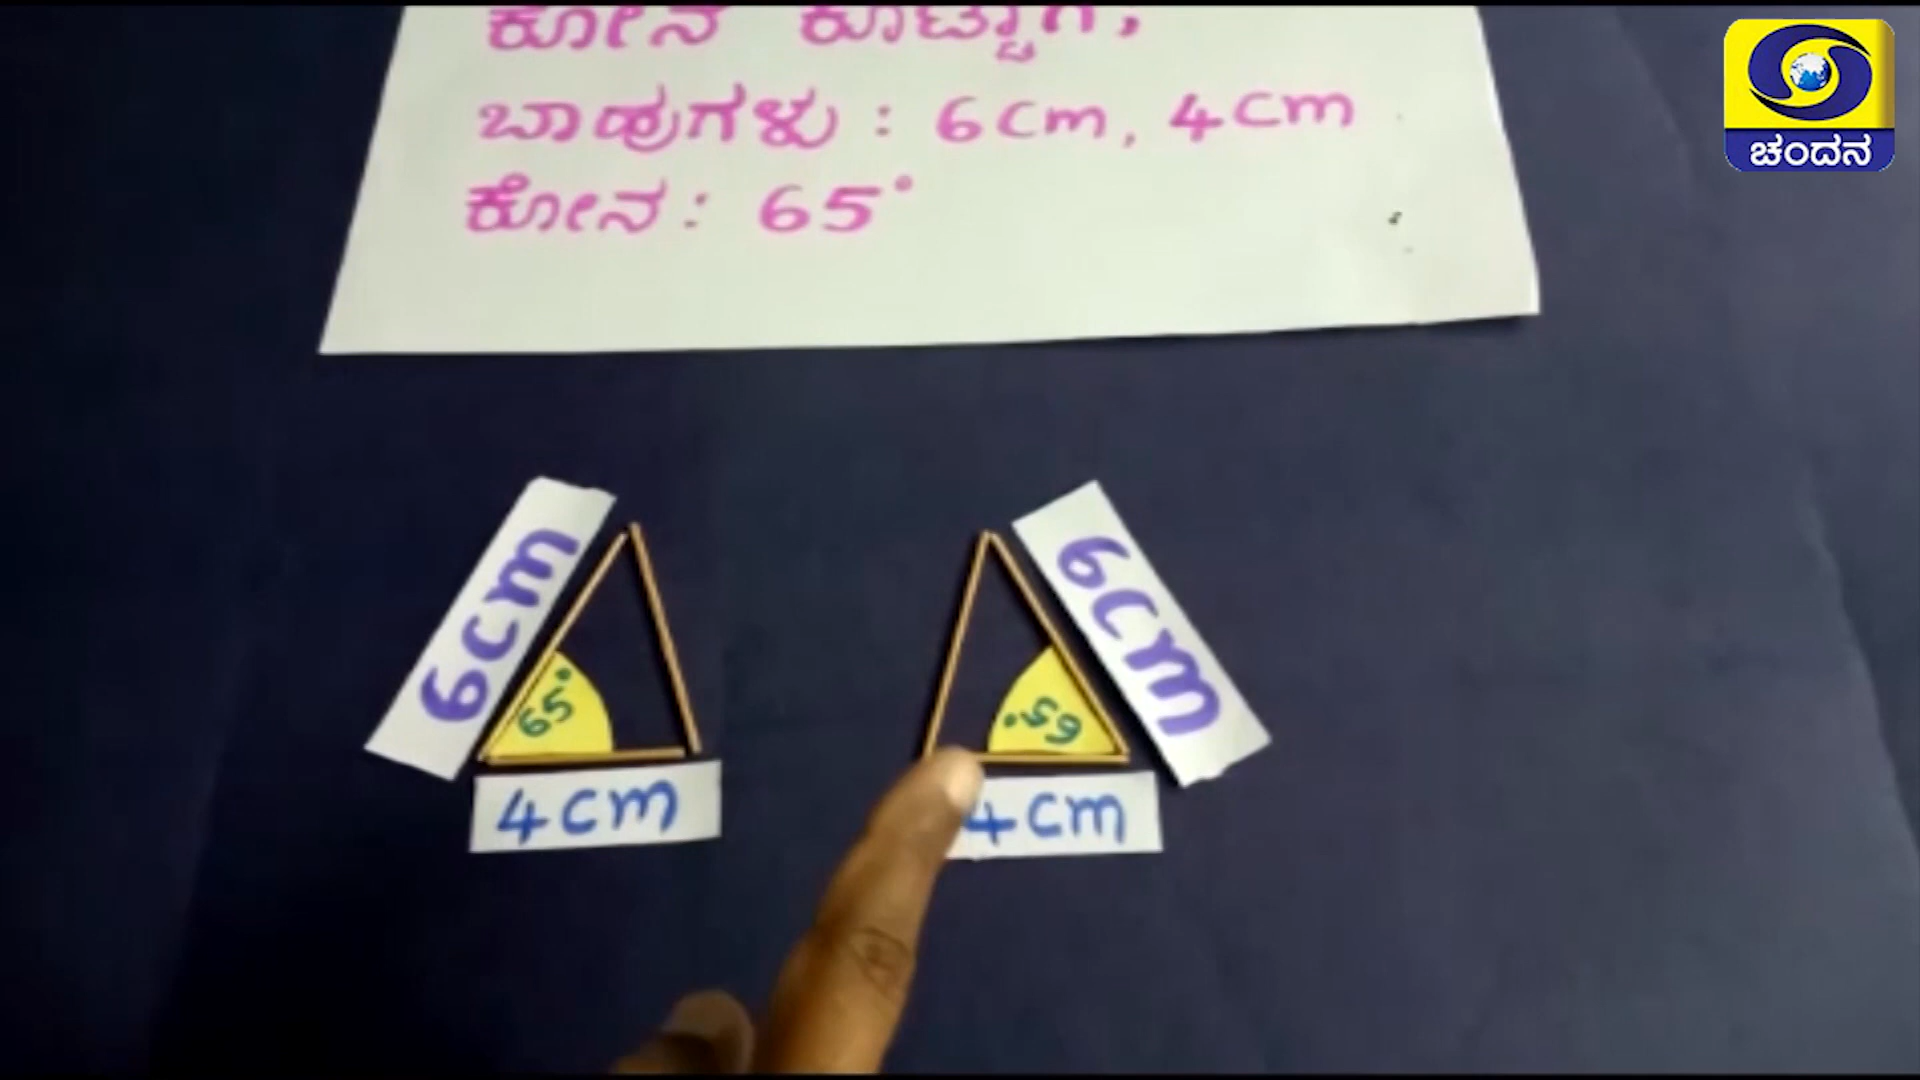 ಕೋನ ಕೊಟ್ಟಾಗ,
ಬಾಹುಗಳು : 6cm, 4cm
ಕೋನ : 65°
ಚಂದನ
6cm
65°
4cm
6cm
65°
4cm